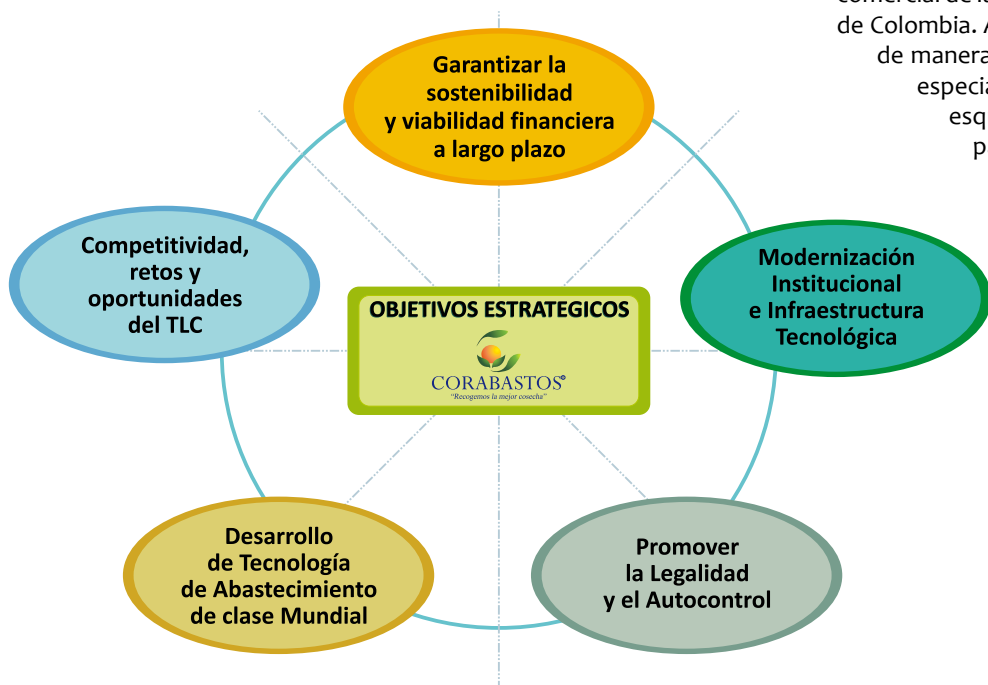 de Colombia. A
de manera
Garantizar la
sostenibilidad
y viabilidad financiera
a largo plazo
Competitividad,
retos y
oportunidades
del TLC
Modernización
Institucional
e Infraestructura
Tecnológica
OBJETIVOS ESTRATEGICOS
CORABASTOS
"Recogemos la mejor cosecha"
Desarrollo
de Tecnología
de Abastecimiento
de clase Mundial
Promover
la Legalidad
y el Autocontrol